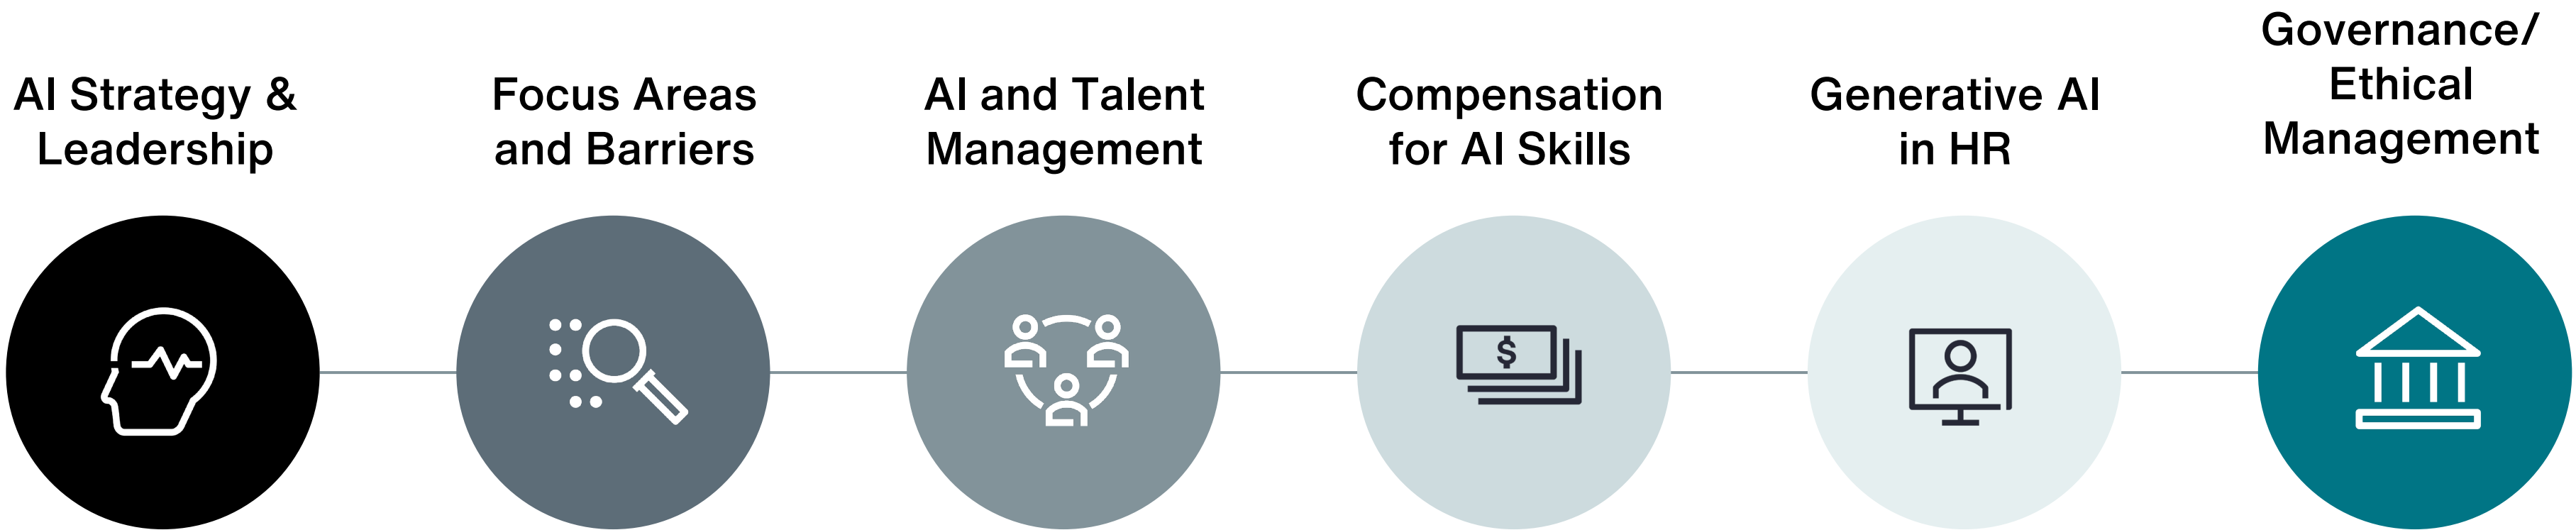 AI Strategy &
Leadership
Focus Areas
and Barriers
AI and Talent
Management
Compensation
for AI Skills
Generative AI
in HR
Governance/
Ethical
Management
$